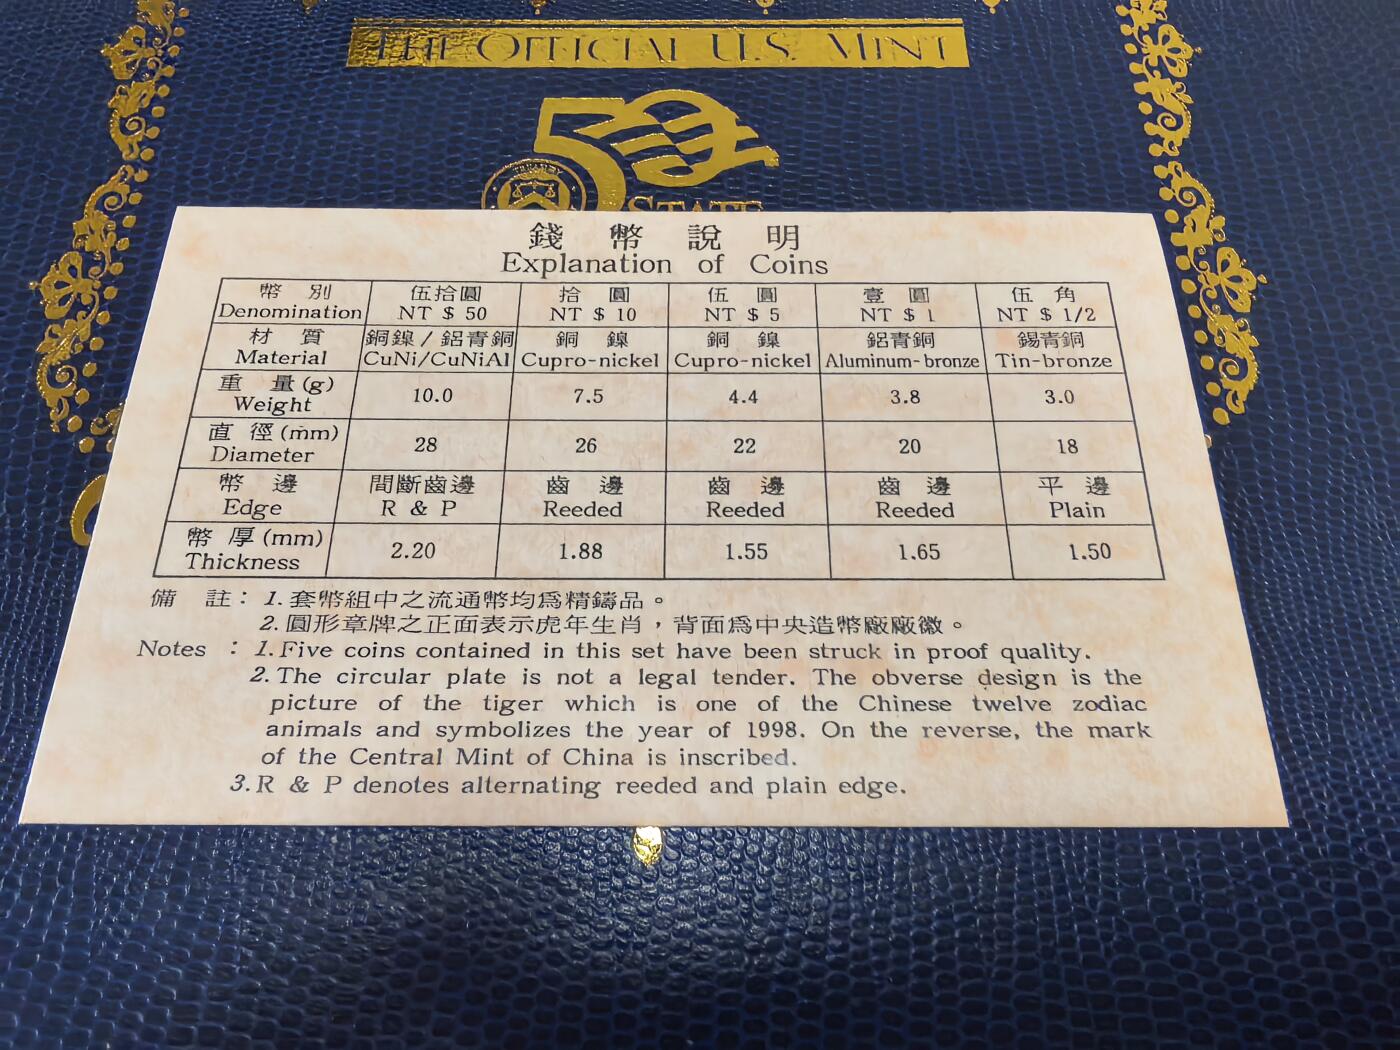 THE OFFICIAL U.S. MINT
50
STATE
錢幣說明
Explanation of Coins
幣別 伍拾圓 拾圓 伍圓 壹圓 伍角
Denomination NT $ 50 NT $ 10 NT $ 5 NT $ 1 NT $ 1/2
材質 銅鎳/鋁青銅 銅鎳 銅鎳 鋁青銅 錫青銅
Material CuNi/CuNiAl Cupro-nickel Cupro-nickel Aluminum-bronze Tin-bronze
重量(g)
Weight 10.0 7.5 4.4 3.8 3.0
直徑(mm)
Diameter 28 26 22 20 18
幣邊 間斷齒邊 齒邊 齒邊 齒邊 平邊
Edge R & P Reeded Reeded Reeded Plain
幣厚(mm)
Thickness 2.20 1.88 1.55 1.65 1.50
備註：1.套幣組中之流通幣均為精鑄品。
2.圓形章牌之正面表示虎年生肖，背面為中央造幣廠廠徽。
Notes : 1.Five coins contained in this set have been struck in proof quality.
2.The circular plate is not a legal tender. The obverse design is the
picture of the tiger which is one of the Chinese twelve zodiac
animals and symbolizes the year of 1998. On the reverse, the mark
of the Central Mint of China is inscribed.
3.R & P denotes alternating reeded and plain edge.